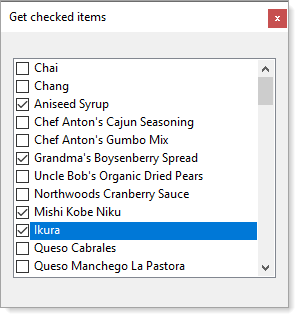 Get checked items
x
Chai
Chang
Aniseed Syrup
Chef Anton's Cajun Seasoning
Chef Anton's Gumbo Mix
Grandma's Boysenberry Spread
Uncle Bob's Organic Dried Pears
Northwoods Cranberry Sauce
Mishi Kobe Niku
Ikura
Queso Cabrales
Queso Manchego La Pastora